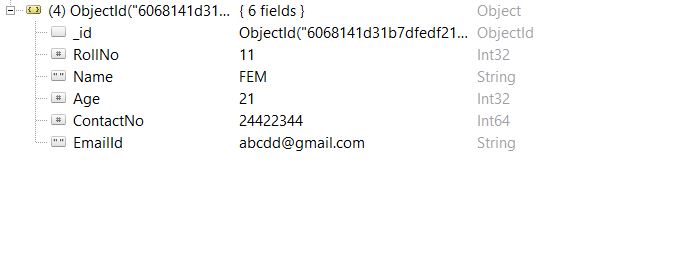 (4) ObjectId("6068141d31... { 6 fields } Object
_id ObjectId("6068141d31b7dfedf21... ObjectId
# RollNo 11 Int32
"" Name FEM String
# Age 21 Int32
# ContactNo 24422344 Int64
"" EmailId abcdd@gmail.com String